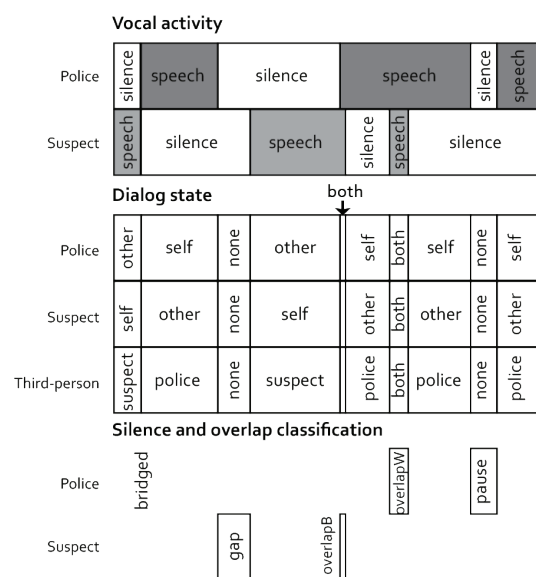 Vocal activity
Police silence speech silence speech silence speech
Suspect speech silence speech silence speech silence
Dialog state
both
Police other self none other self both self none self
Suspect self other none self other both other none other
Third-person suspect police none suspect police both police none police
Silence and overlap classification
Police bridged overlapW pause
Suspect gap overlapB